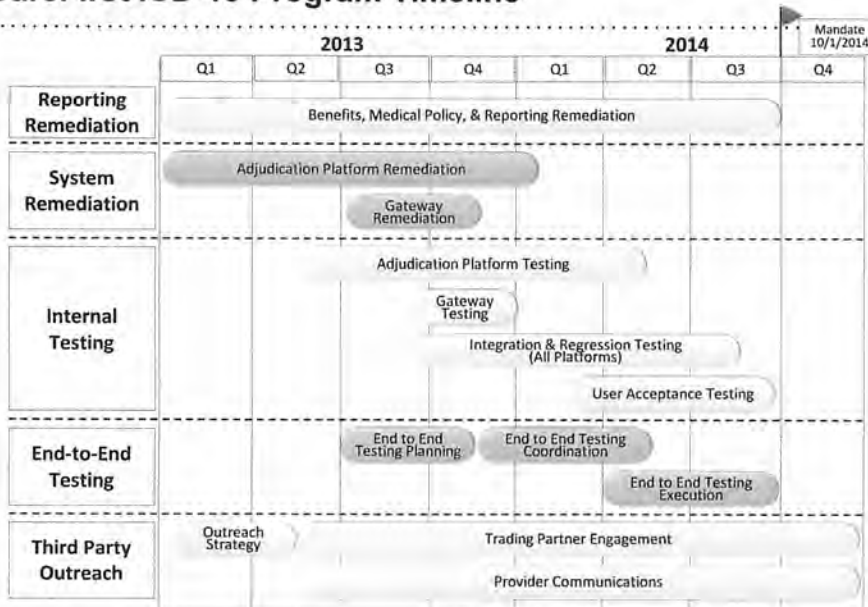 Program Timeline
Mandate
10/1/2014
2013
2014
Q1
Q2
Q3
Q4
Q1
Q2
Q3
Q4
Reporting
Remediation
Benefits, Medical Policy, & Reporting Remediation
System
Remediation
Adjudication Platform Remediation
Gateway
Remediation
Internal
Testing
Adjudication Platform Testing
Gateway
Testing
Integration & Regression Testing
(All Platforms)
User Acceptance Testing
End-to-End
Testing
End to End
Testing Planning
End to End Testing
Coordination
End to End Testing
Execution
Third Party
Outreach
Outreach
Strategy
Trading Partner Engagement
Provider Communications